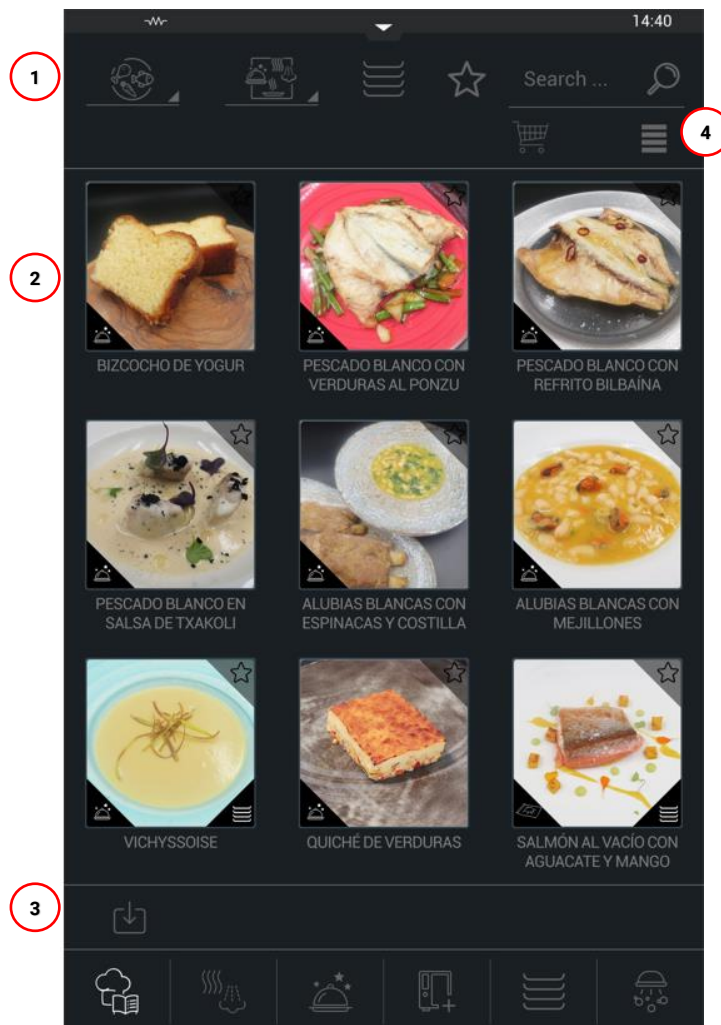 14:40
1
Search ...
4
2
BIZCOCHO DE YOGUR
PESCADO BLANCO CON
VERDURAS AL PONZU
PESCADO BLANCO CON
REFRITO BILBAÍNA
PESCADO BLANCO EN
SALSA DE TXAKOLI
ALUBIAS BLANCAS CON
ESPINACAS Y COSTILLA
ALUBIAS BLANCAS CON
MEJILLONES
VICHYSSOISE
QUICHÉ DE VERDURAS
SALMÓN AL VACÍO CON
AGUACATE Y MANGO
3